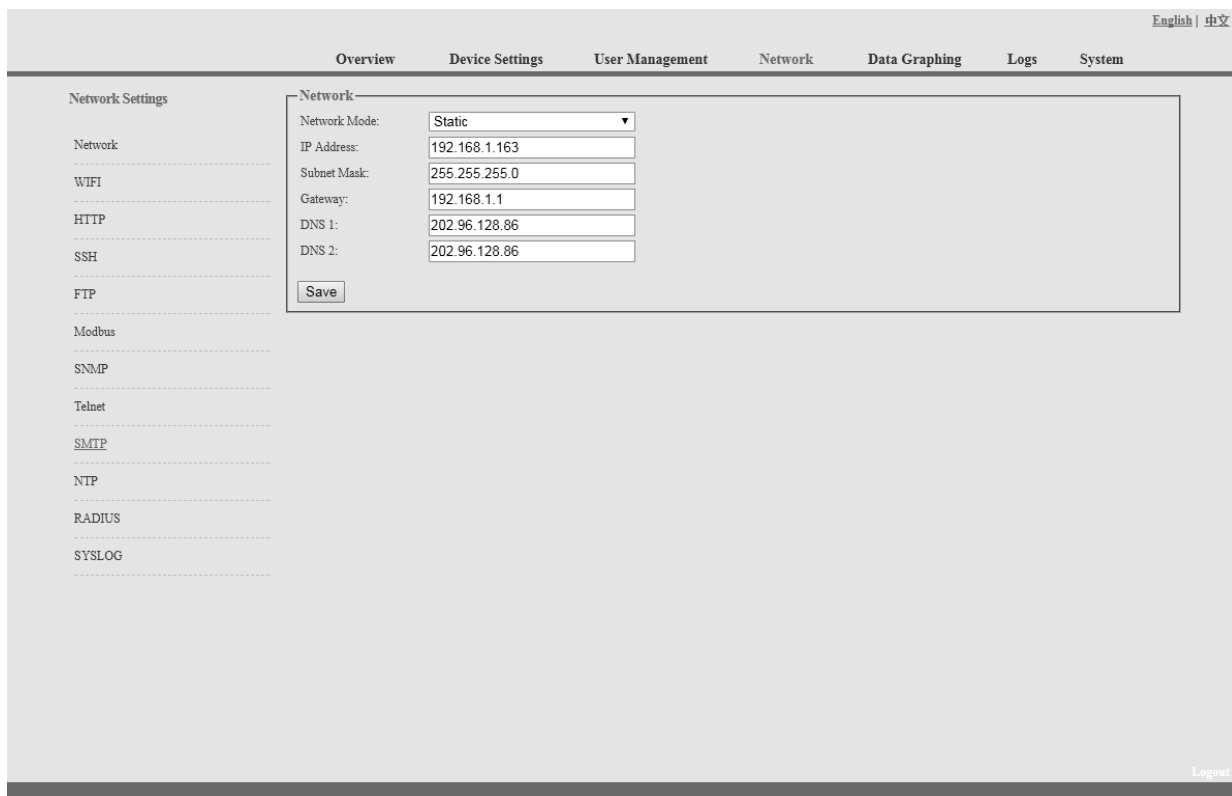 English | 中文
Overview Device Settings User Management Network Data Graphing Logs System
Network Settings
Network
WIFI
HTTP
SSH
FTP
Modbus
SNMP
Telnet
SMTP
NTP
RADIUS
SYSLOG
Network
Network Mode: Static
IP Address: 192.168.1.163
Subnet Mask: 255.255.255.0
Gateway: 192.168.1.1
DNS 1: 202.96.128.86
DNS 2: 202.96.128.86
Save
Logout